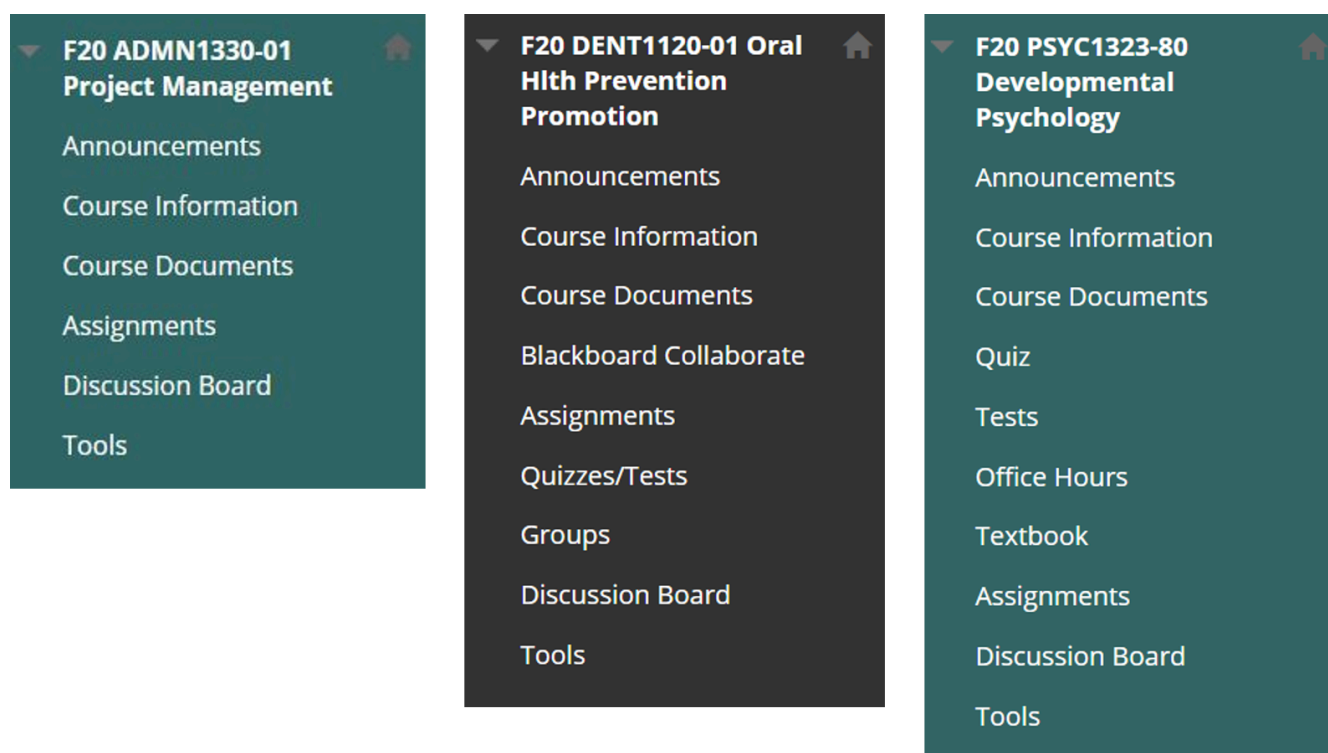 F20 ADMN1330-01
Project Management
Announcements
Course Information
Course Documents
Assignments
Discussion Board
Tools
F20 DENT1120-01 Oral
Hlth Prevention
Promotion
Announcements
Course Information
Course Documents
Blackboard Collaborate
Assignments
Quizzes/Tests
Groups
Discussion Board
Tools
F20 PSYC1323-80
Developmental
Psychology
Announcements
Course Information
Course Documents
Quiz
Tests
Office Hours
Textbook
Assignments
Discussion Board
Tools